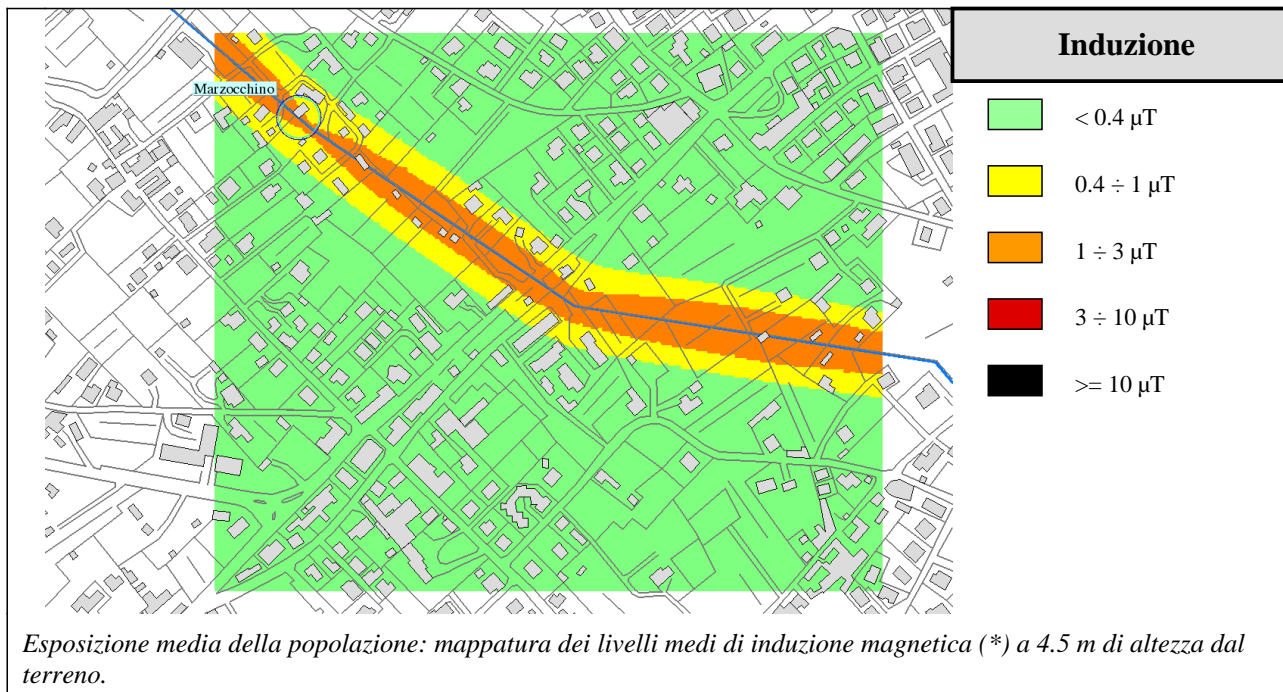 Induzione
Marzocchino
< 0.4 µT
0.4 ÷ 1 µT
1 ÷ 3 µT
3 ÷ 10 µT
>= 10 µT
Esposizione media della popolazione: mappatura dei livelli medi di induzione magnetica (*) a 4.5 m di altezza dal
terreno.